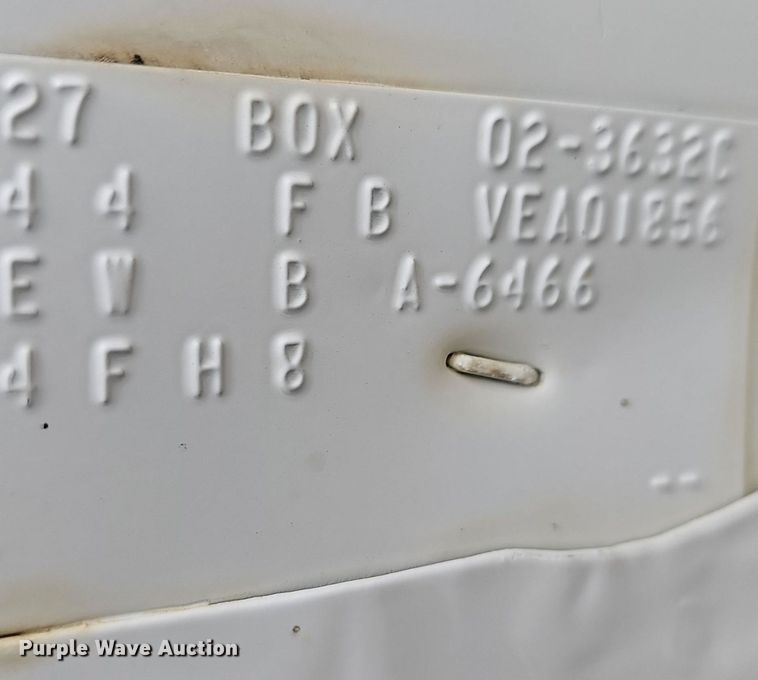 27 BOX 02-3632C
4 4 F B VEA01856
E W B A-6466
4 F H 8
--
Purple Wave Auction